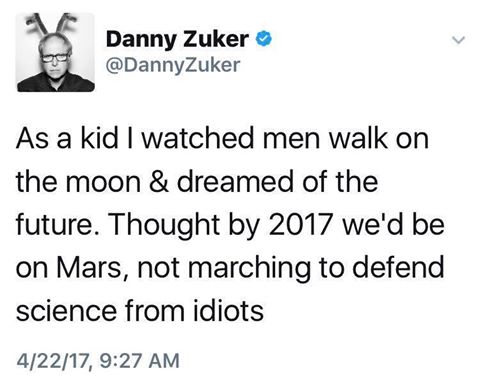 Danny Zuker
@DannyZuker
As a kid I watched men walk on
the moon & dreamed of the
future. Thought by 2017 we'd be
on Mars, not marching to defend
science from idiots
4/22/17, 9:27 AM